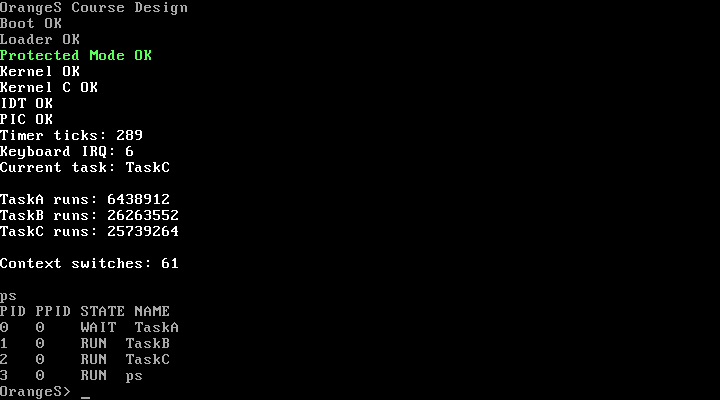 OrangeS Course Design
Boot OK
Loader OK
Protected Mode OK
Kernel OK
Kernel C OK
IDT OK
PIC OK
Timer ticks: 289
Keyboard IRQ: 6
Current task: TaskC
TaskA runs: 6438912
TaskB runs: 26263552
TaskC runs: 25739264
Context switches: 61
ps
PID PPID STATE NAME
0   0    WAIT  TaskA
1   0    RUN  TaskB
2   0    RUN  TaskC
3   0    RUN  ps
OrangeS> _